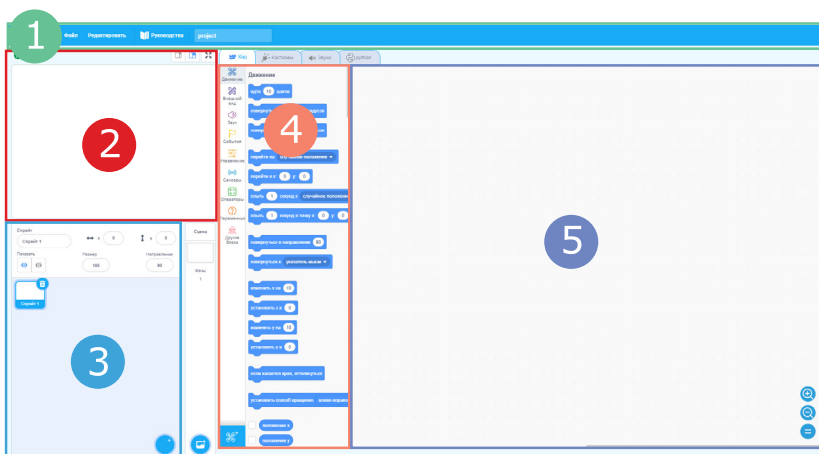 1
Файл Редактировать Руководства project
Код Костюмы Звуки Python
2
Движение
Внешний вид
Звук
События
Управление
Сенсоры
Операторы
Переменные
Другие блоки
Движение
идти 10 шагов
4
перейти на случайное положение
перейти в x: 0 y: 0
плыть 1 секунд к случайное положение
плыть 1 секунд в точку x: 0 y: 0
повернуться в направлении 90
повернуться к указатель мыши
изменить x на 10
установить x в 0
изменить y на 10
установить y в 0
если касается края, оттолкнуться
установить способ вращения влево-вправо
положение x
положение y
5
Спрайт
Спрайт 1
x 0
y 0
Показать
Размер
Направление
100
90
Спрайт 1
3
Сцена
Фоны
1